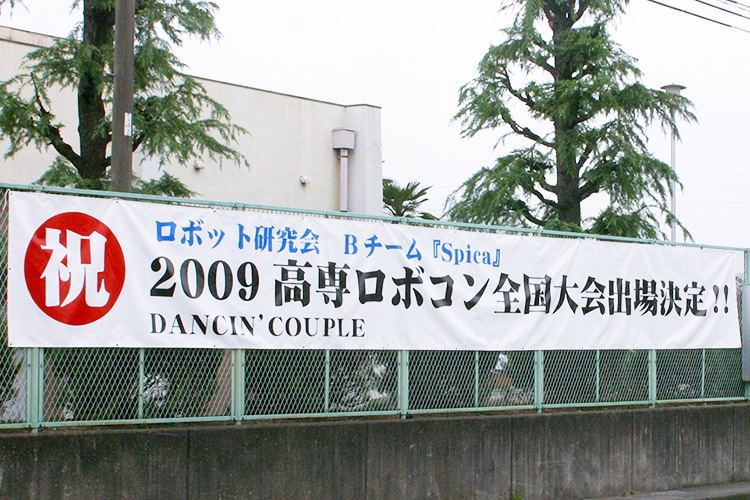 祝
ロボット研究会 Bチーム『Spica』
2009 高専ロボコン全国大会出場決定!!
DANCIN' COUPLE